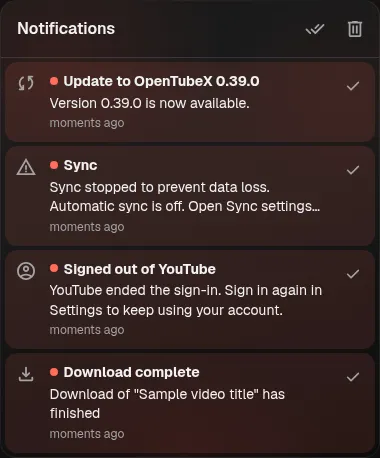 Notifications
Update to OpenTubeX 0.39.0
Version 0.39.0 is now available.
moments ago
Sync
Sync stopped to prevent data loss.
Automatic sync is off. Open Sync settings...
moments ago
Signed out of YouTube
YouTube ended the sign-in. Sign in again in
Settings to keep using your account.
moments ago
Download complete
Download of "Sample video title" has
finished
moments ago